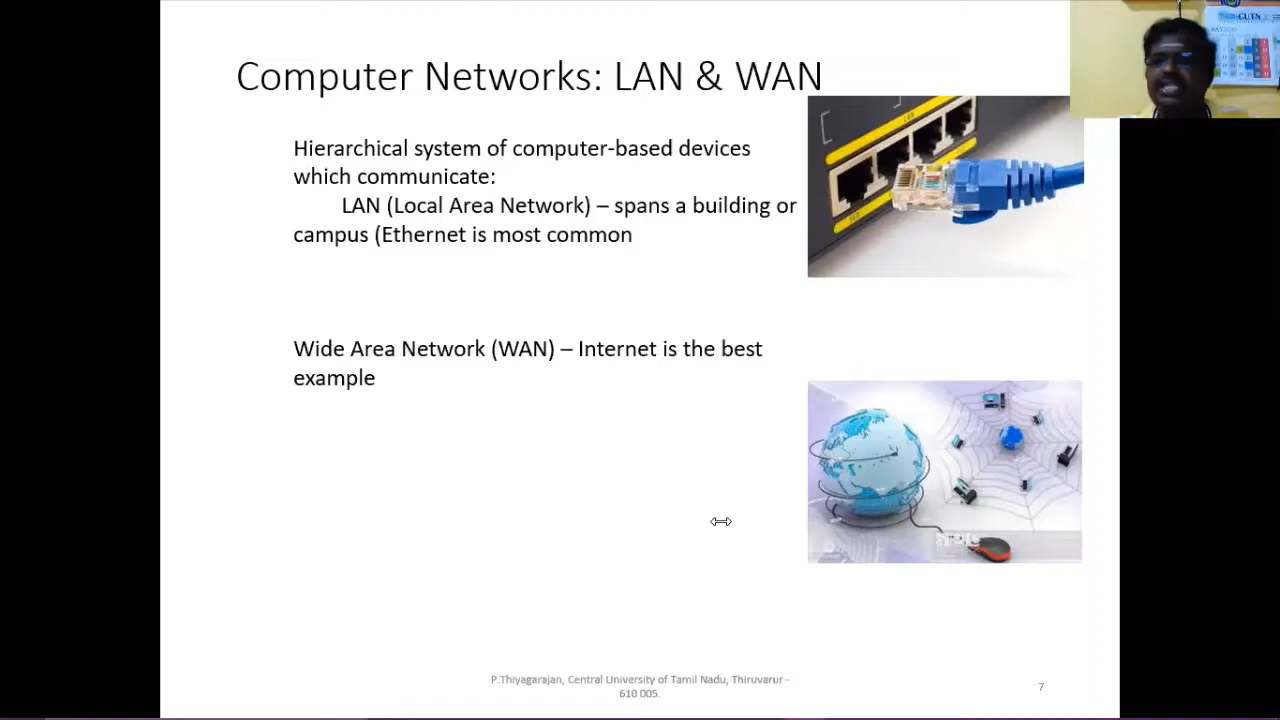 Computer Networks: LAN & WAN
CUTN
Hierarchical system of computer-based devices
which communicate:
LAN (Local Area Network) – spans a building or
campus (Ethernet is most common
LAN
Wide Area Network (WAN) – Internet is the best
example
P.Thiyagarajan, Central University of Tamil Nadu, Thiruvarur -
610 005.
7